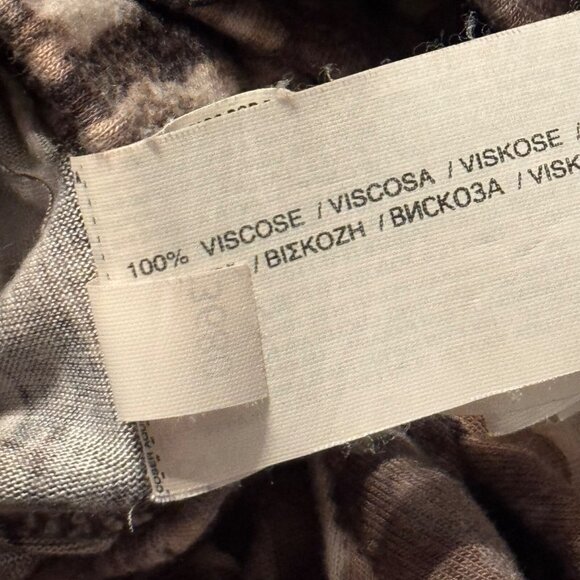 100% VISCOSE / VISCOSA / VISKOSE /
/ ΒΙΣΚΟΖΗ / ВИСКОЗА / VISK